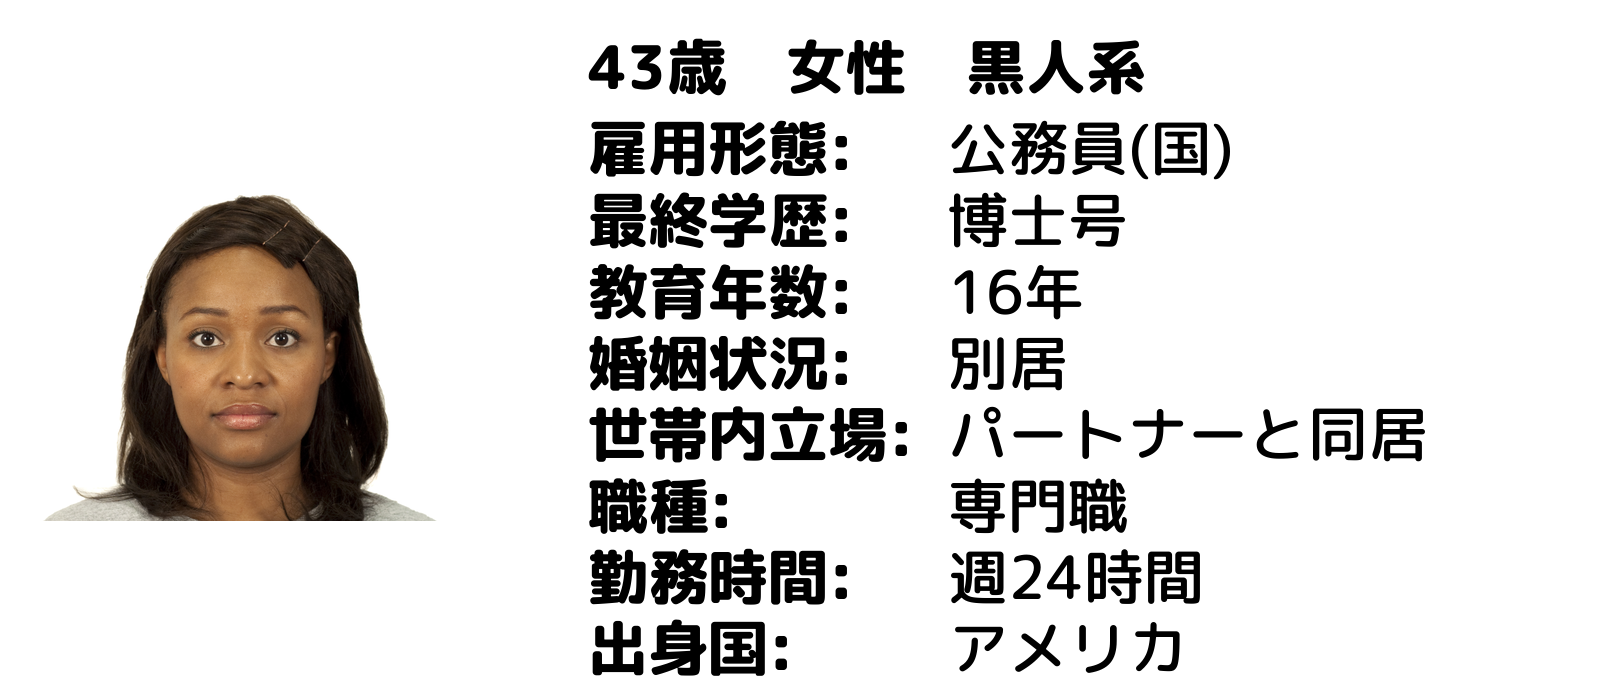 43歳　女性　黒人系
雇用形態: 公務員(国)
最終学歴: 博士号
教育年数: 16年
婚姻状況: 別居
世帯内立場: パートナーと同居
職種: 専門職
勤務時間: 週24時間
出身国: アメリカ